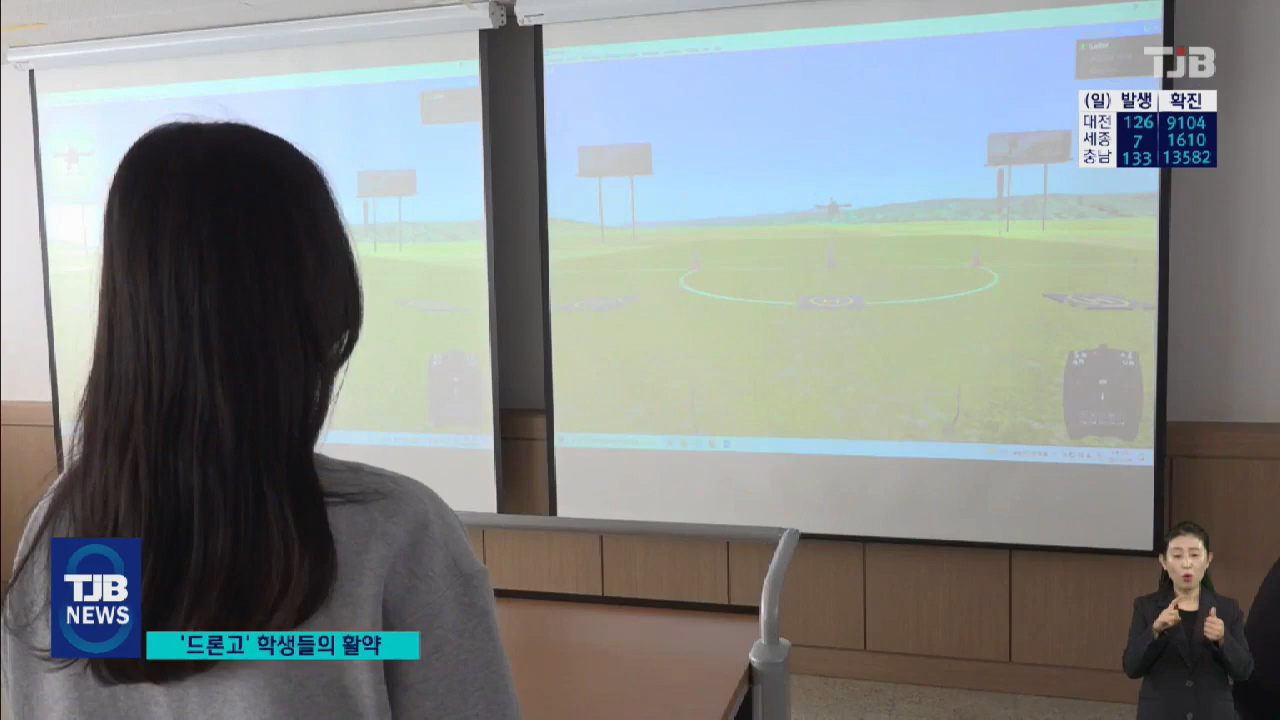 TJB
(일) 발생 확진
대전 126 9104
세종 7 1610
충남 133 13582
TJB
NEWS
'드론고' 학생들의 활약